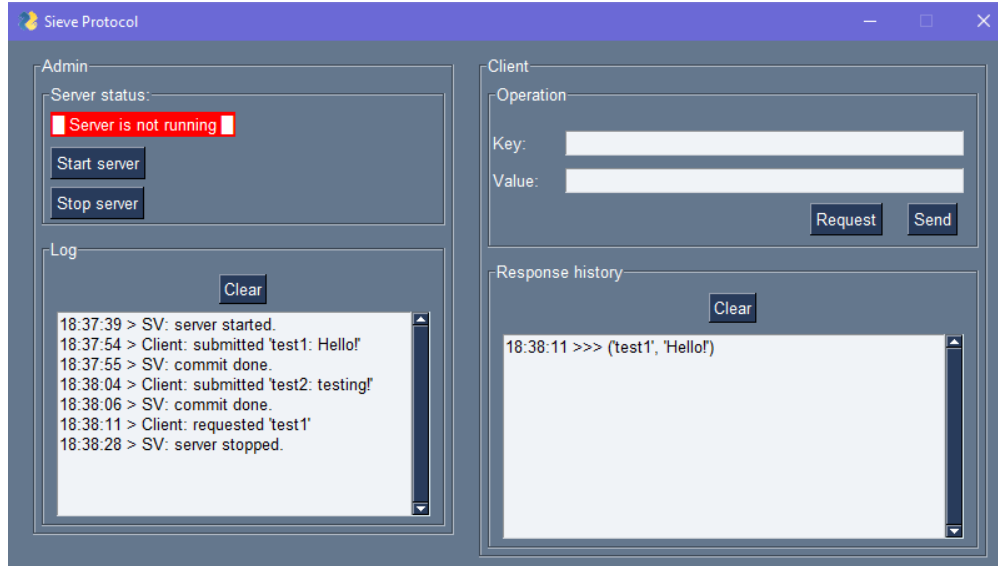 Sieve Protocol
Admin
Server status:
Server is not running
Start server
Stop server
Log
Clear
18:37:39 > SV: server started.
18:37:54 > Client: submitted 'test1: Hello!'
18:37:55 > SV: commit done.
18:38:04 > Client: submitted 'test2: testing!'
18:38:06 > SV: commit done.
18:38:11 > Client: requested 'test1'
18:38:28 > SV: server stopped.
Client
Operation
Key:
Value:
Request Send
Response history
Clear
18:38:11 >>> ('test1', 'Hello!')